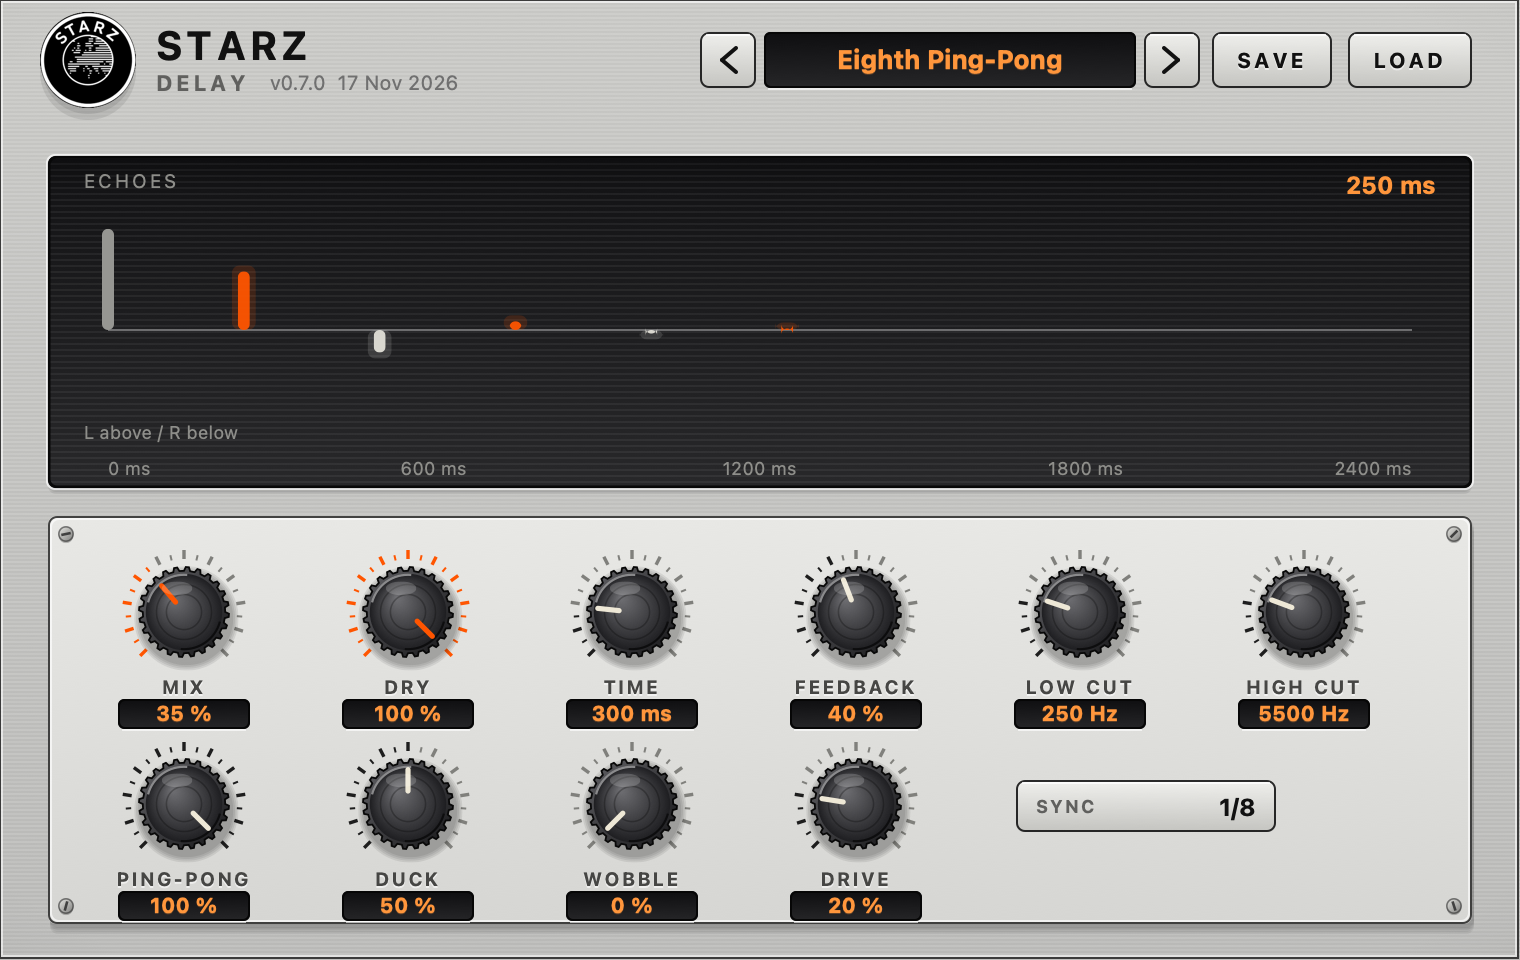 STARZ
STARZ
DELAY v0.7.0 17 Nov 2026
< Eighth Ping-Pong > SAVE LOAD
ECHOES
250 ms
L above / R below
0 ms 600 ms 1200 ms 1800 ms 2400 ms
MIX DRY TIME FEEDBACK LOW CUT HIGH CUT
35 % 100 % 300 ms 40 % 250 Hz 5500 Hz
SYNC 1/8
PING-PONG DUCK WOBBLE DRIVE
100 % 50 % 0 % 20 %